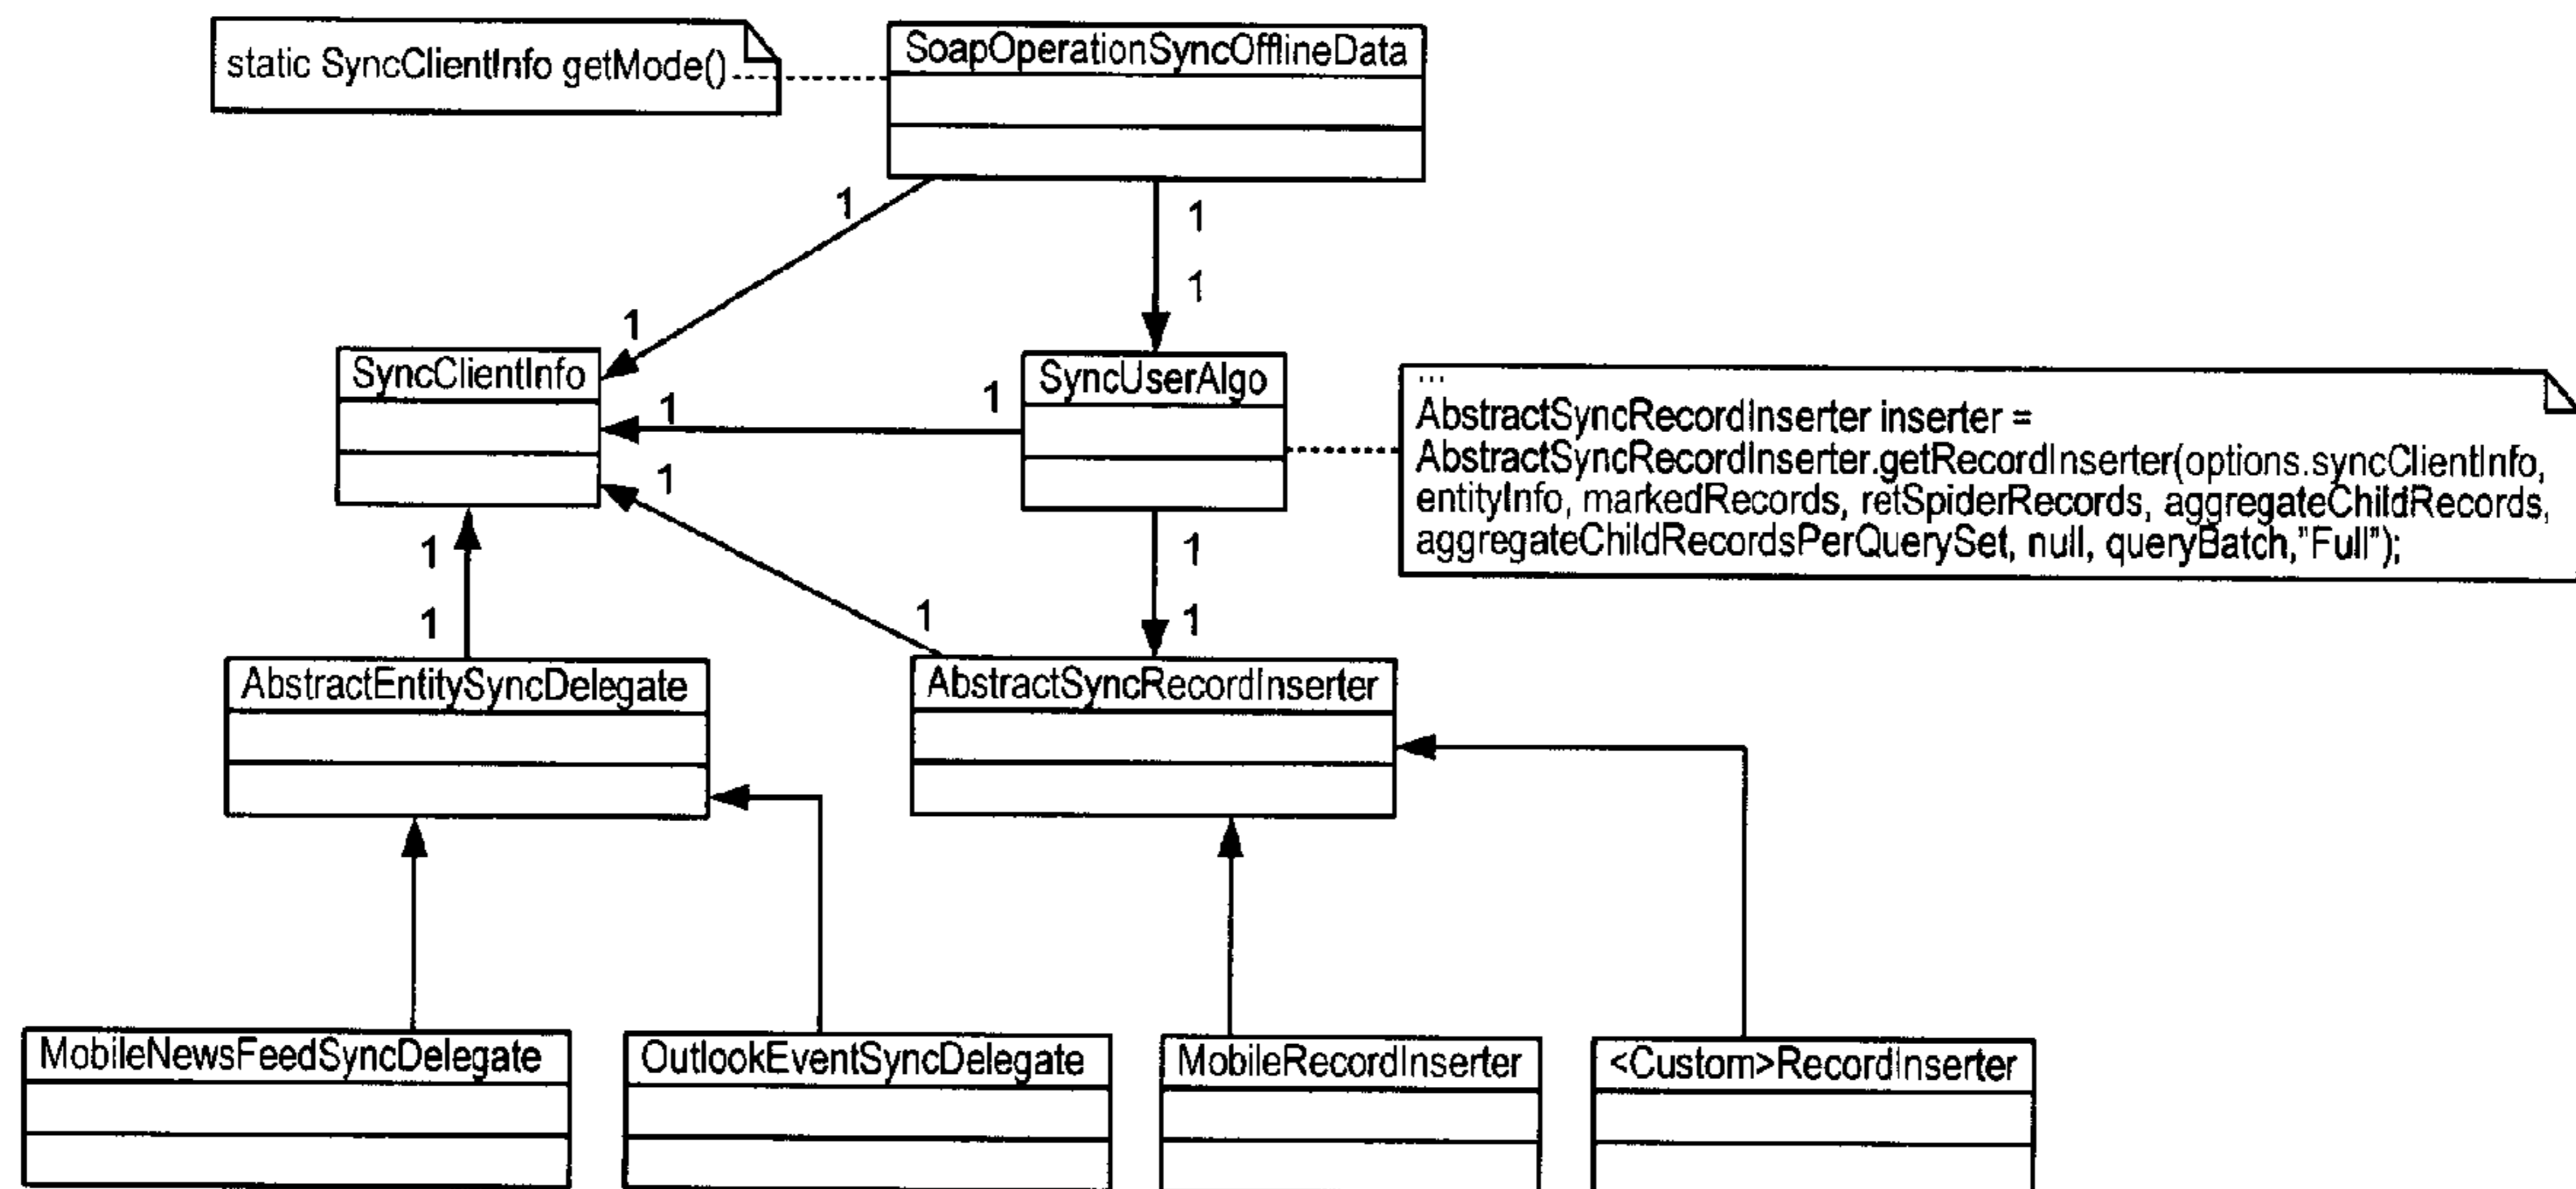 static SyncClientInfo getMode()
SoapOperationSyncOfflineData
1
1
1
1
SyncClientInfo
SyncUserAlgo
1
1
1
...
AbstractSyncRecordInserter inserter =
AbstractSyncRecordInserter.getRecordInserter(options.syncClientInfo,
entityInfo, markedRecords, retSpiderRecords, aggregateChildRecords,
aggregateChildRecordsPerQuerySet, null, queryBatch,"Full");
1
1
1
1
1
AbstractEntitySyncDelegate
AbstractSyncRecordInserter
MobileNewsFeedSyncDelegate
OutlookEventSyncDelegate
MobileRecordInserter
<Custom>RecordInserter